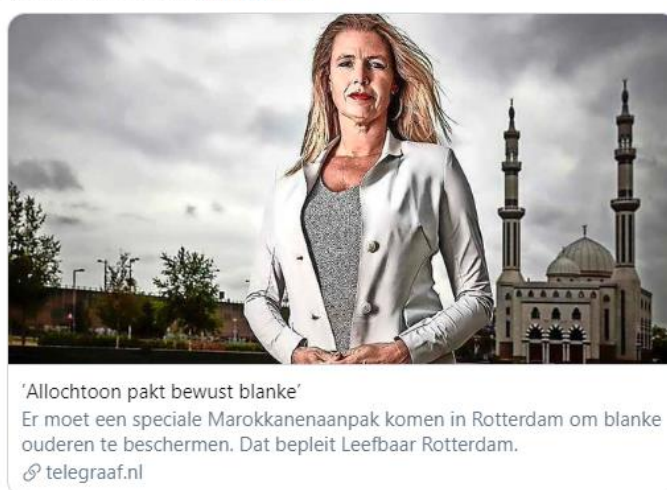 ‘Allochtoon pakt bewust blanke’
Er moet een speciale Marokkanenaanpak komen in Rotterdam om blanke
ouderen te beschermen. Dat bepleit Leefbaar Rotterdam.
telegraaf.nl